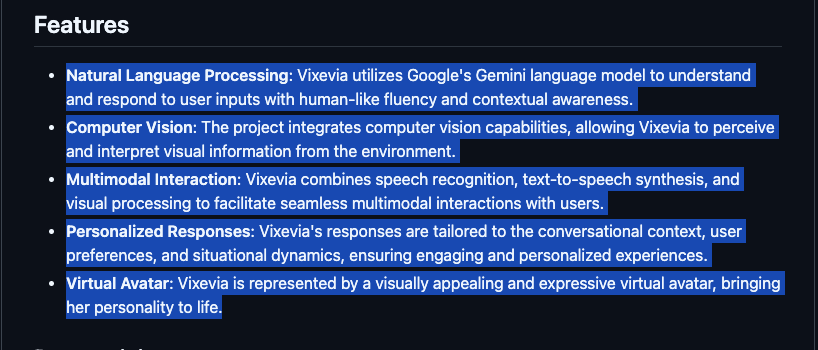 Features
Natural Language Processing: Vixevia utilizes Google's Gemini language model to understand
and respond to user inputs with human-like fluency and contextual awareness.
Computer Vision: The project integrates computer vision capabilities, allowing Vixevia to perceive
and interpret visual information from the environment.
Multimodal Interaction: Vixevia combines speech recognition, text-to-speech synthesis, and
visual processing to facilitate seamless multimodal interactions with users.
Personalized Responses: Vixevia's responses are tailored to the conversational context, user
preferences, and situational dynamics, ensuring engaging and personalized experiences.
Virtual Avatar: Vixevia is represented by a visually appealing and expressive virtual avatar, bringing
her personality to life.